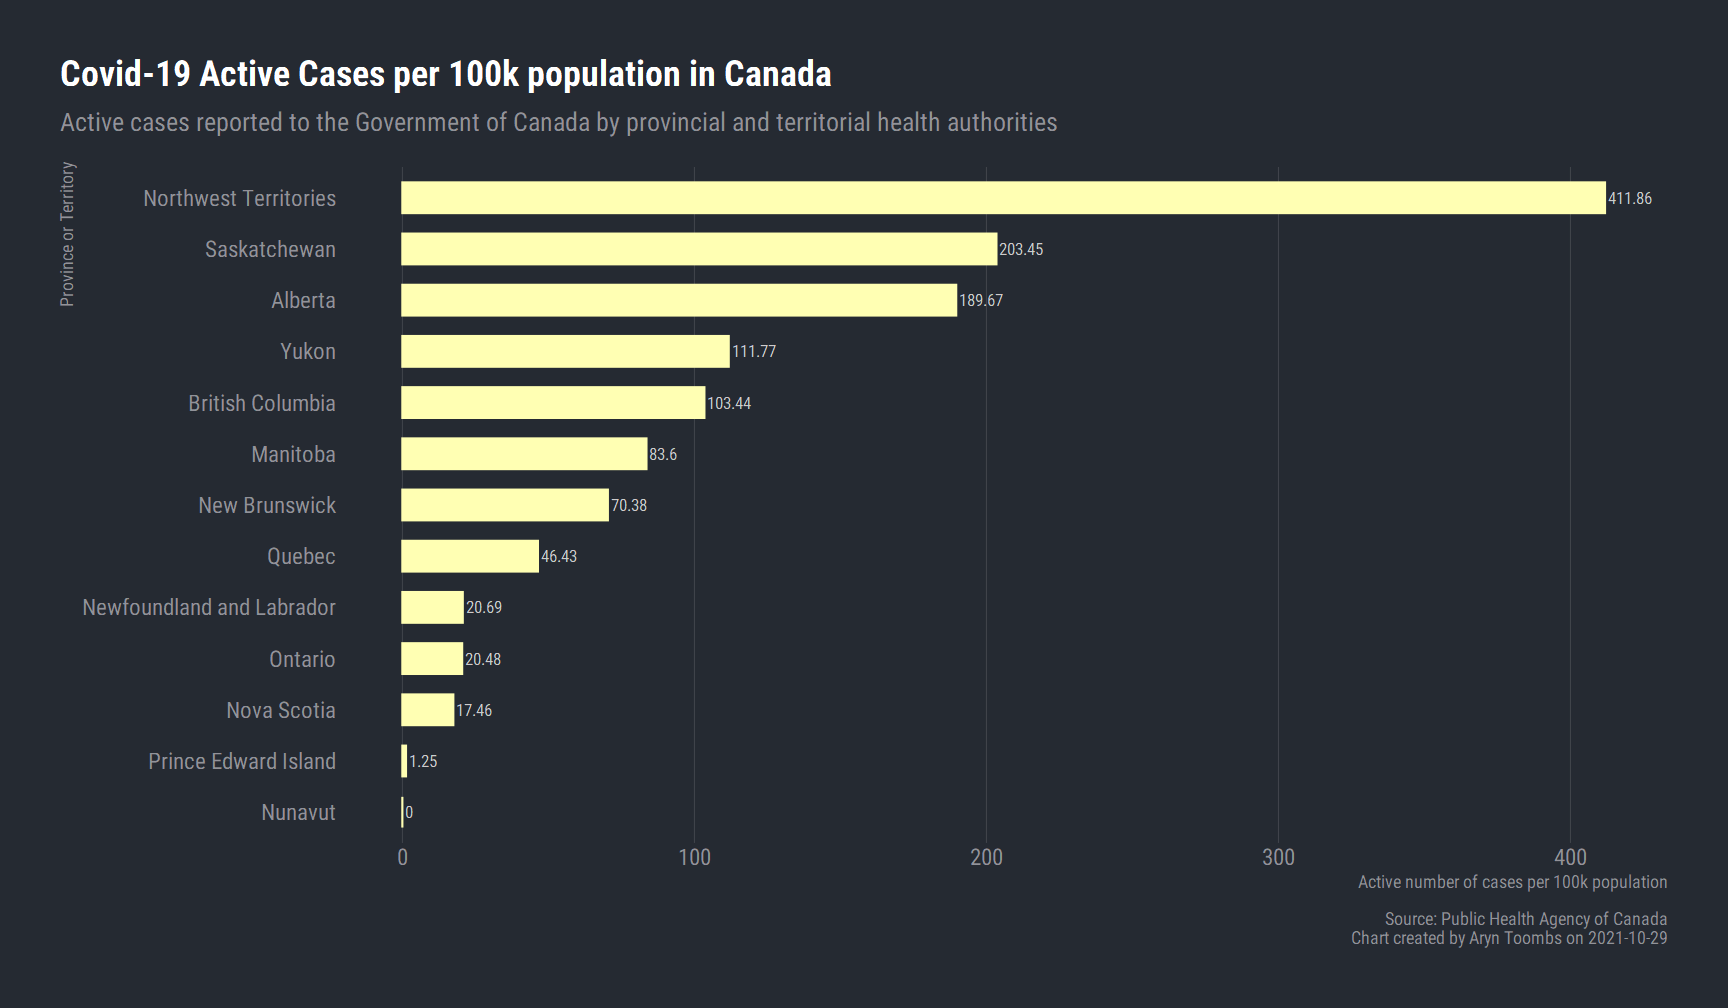 Covid-19 Active Cases per 100k population in Canada
Active cases reported to the Government of Canada by provincial and territorial health authorities
Province or Territory
Northwest Territories 411.86
Saskatchewan 203.45
Alberta 189.67
Yukon 111.77
British Columbia 103.44
Manitoba 83.6
New Brunswick 70.38
Quebec 46.43
Newfoundland and Labrador 20.69
Ontario 20.48
Nova Scotia 17.46
Prince Edward Island 1.25
Nunavut 0
0 100 200 300 400
Active number of cases per 100k population
Source: Public Health Agency of Canada
Chart created by Aryn Toombs on 2021-10-29